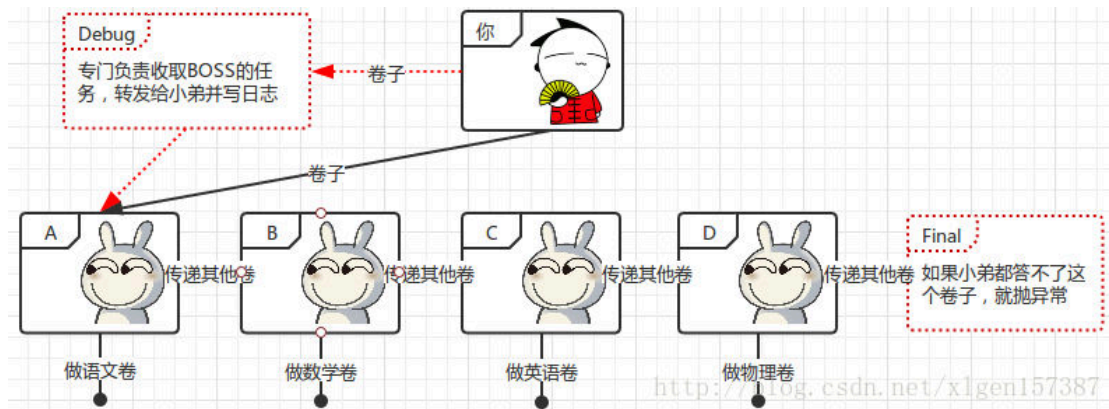 Debug
专门负责收取BOSS的任
务，转发给小弟并写日志
卷子
你
卷子
A
传递其他卷
B
传递其他卷
C
传递其他卷
D
传递其他卷
Final
如果小弟都答不了这
个卷子，就抛异常
做语文卷
做数学卷
做英语卷
做物理卷
http://blog.csdn.net/xlgen157387